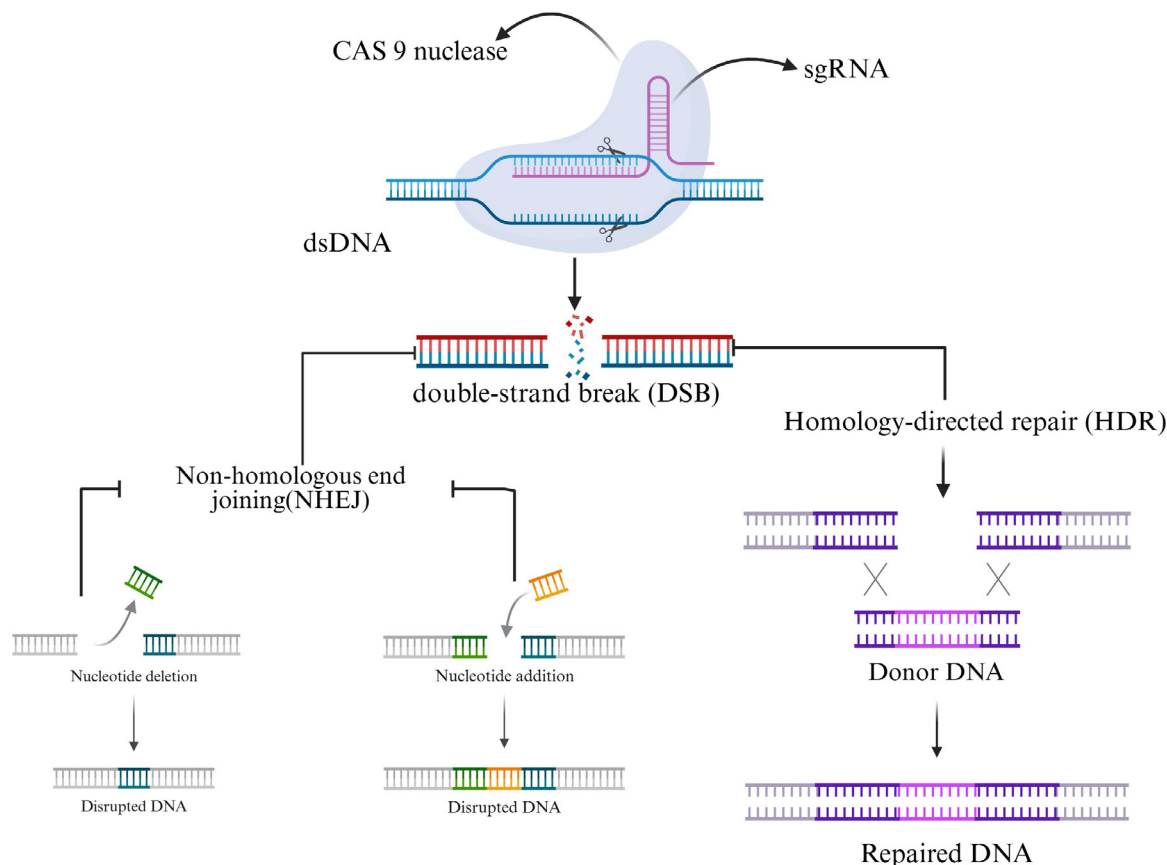 CAS 9 nuclease
sgRNA
dsDNA
double-strand break (DSB)
Homology-directed repair (HDR)
Non-homologous end
joining(NHEJ)
Nucleotide deletion
Nucleotide addition
Donor DNA
Disrupted DNA
Disrupted DNA
Repaired DNA